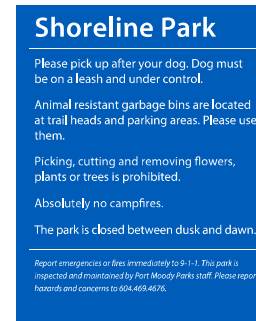 Shoreline Park
Please pick up after your dog. Dog must
be on a leash and under control.
Animal resistant garbage bins are located
at trail heads and parking areas. Please use
them.
Picking, cutting and removing flowers,
plants or trees is prohibited.
Absolutely no campfires.
The park is closed between dusk and dawn.
Report emergencies or fires immediately to 9-1-1. This park is
inspected and maintained by Port Moody Parks staff. Please repor
hazards and concerns to 604.469.4676.